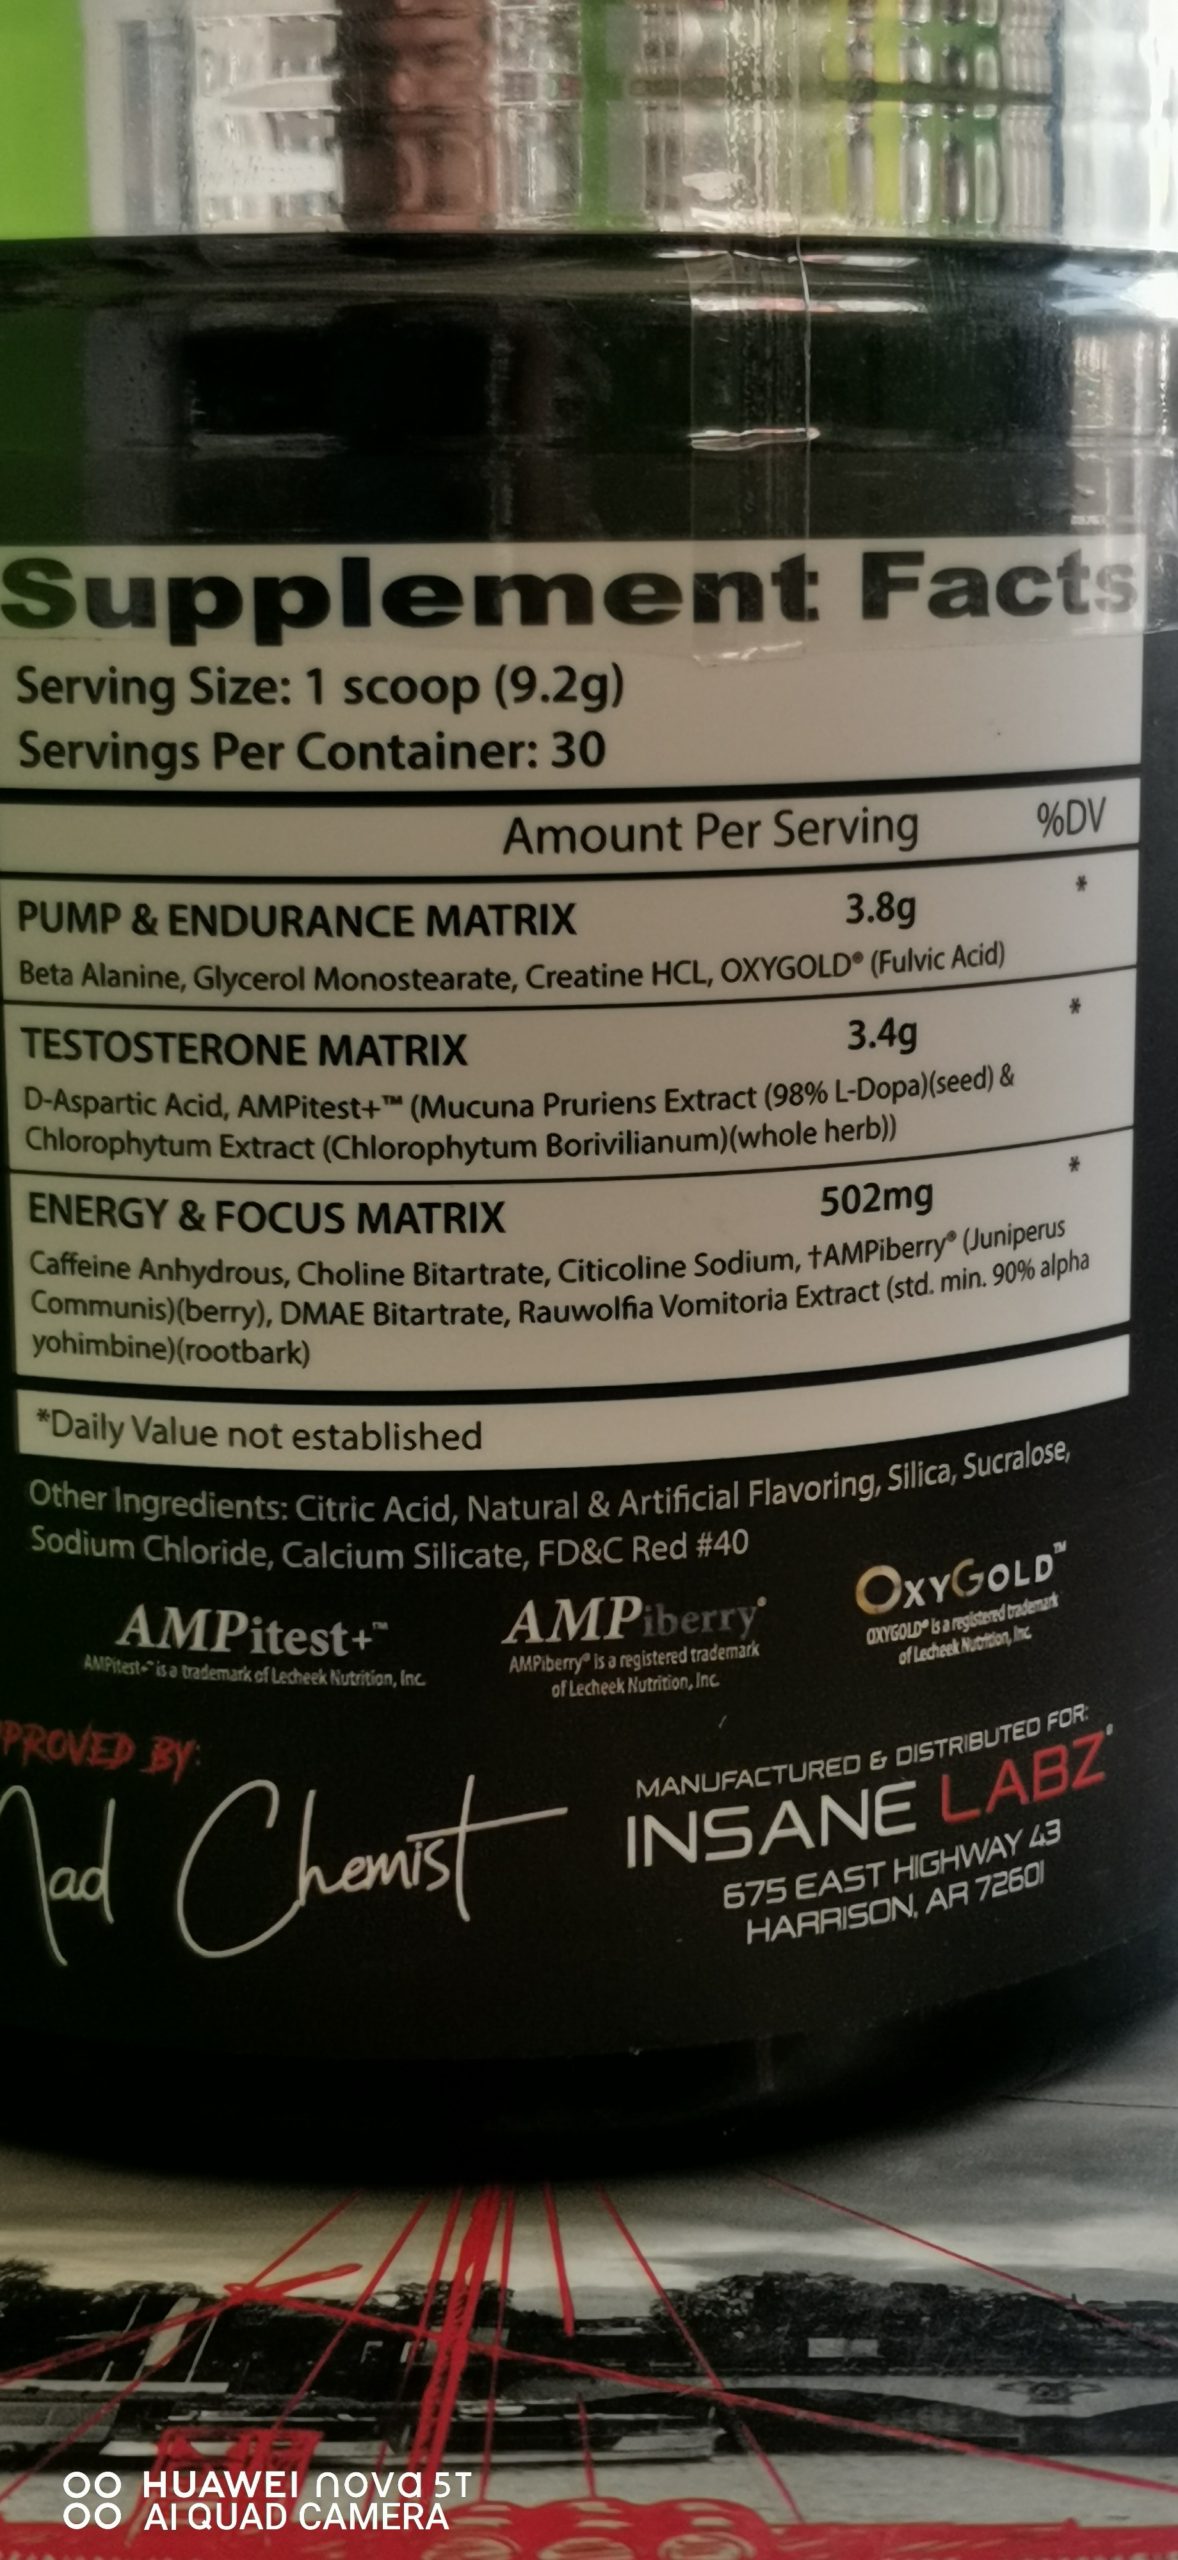 Supplement Facts
Serving Size: 1 scoop (9.2g)
Servings Per Container: 30
Amount Per Serving %DV
PUMP & ENDURANCE MATRIX 3.8g *
Beta Alanine, Glycerol Monostearate, Creatine HCL, OXYGOLD® (Fulvic Acid)
TESTOSTERONE MATRIX 3.4g *
D-Aspartic Acid, AMPitest+™ (Mucuna Pruriens Extract (98% L-Dopa)(seed) &
Chlorophytum Extract (Chlorophytum Borivilianum)(whole herb))
ENERGY & FOCUS MATRIX 502mg *
Caffeine Anhydrous, Choline Bitartrate, Citicoline Sodium, †AMPiberry® (Juniperus
Communis)(berry), DMAE Bitartrate, Rauwolfia Vomitoria Extract (std. min. 90% alpha
yohimbine)(rootbark)
*Daily Value not established
Other Ingredients: Citric Acid, Natural & Artificial Flavoring, Silica, Sucralose,
Sodium Chloride, Calcium Silicate, FD&C Red #40
AMPitest+™
AMPitest+™ is a trademark of Lecheek Nutrition, Inc.
AMPiberry®
AMPiberry® is a registered trademark
of Lecheek Nutrition, Inc.
OXYGOLD™
OXYGOLD® is a registered trademark
of Lecheek Nutrition, Inc.
PROVED BY:
Mad Chemist
MANUFACTURED & DISTRIBUTED FOR:
INSANE LABZ®
675 EAST HIGHWAY 43
HARRISON, AR 72601
HUAWEI nova 5T
AI QUAD CAMERA